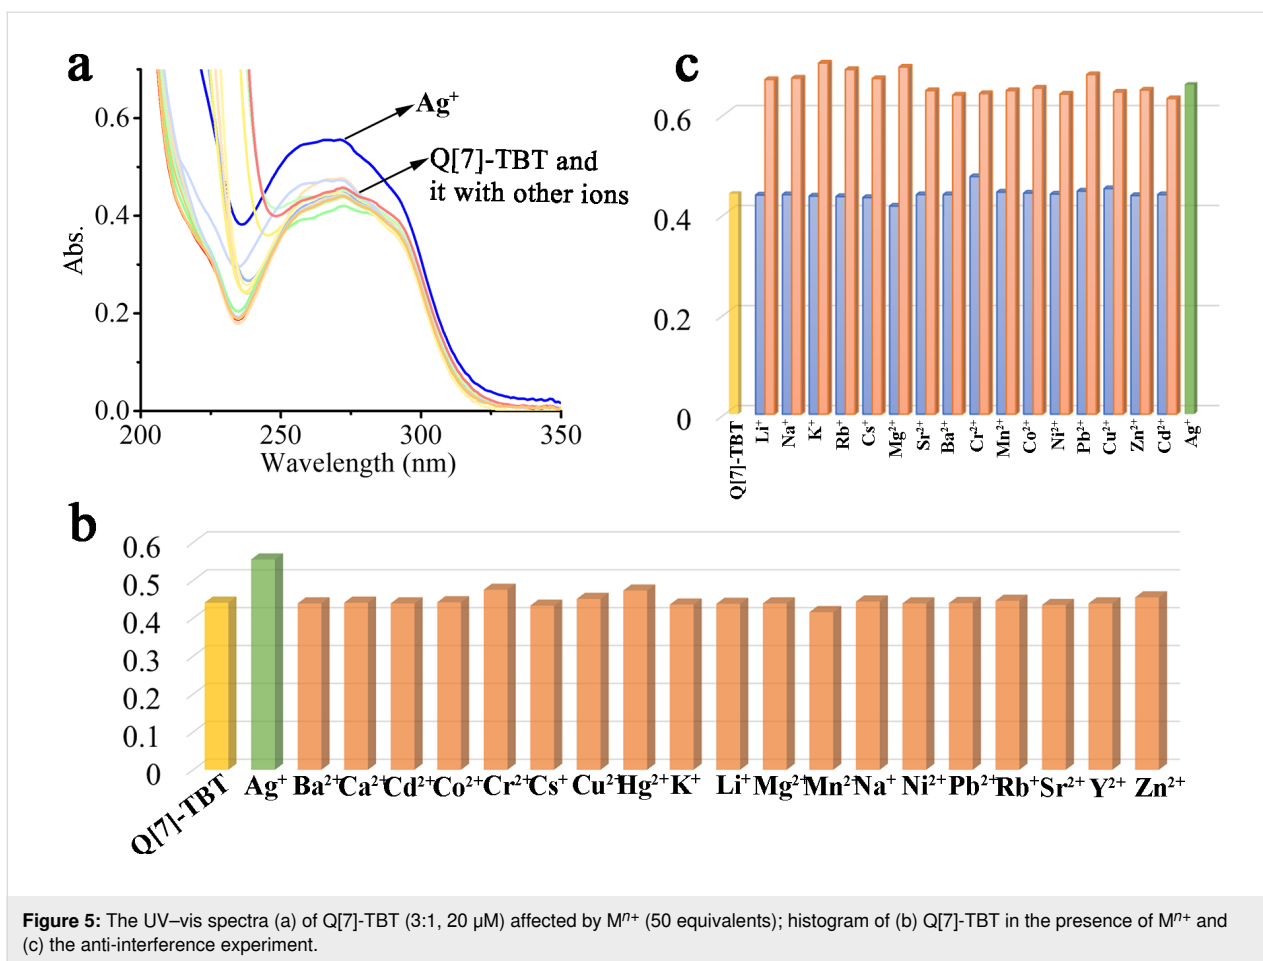 a
Ag⁺
Q[7]-TBT and
it with other ions
Abs.
0.6
0.4
0.2
0.0
200 250 300 350
Wavelength (nm)
c
0.6
0.4
0.2
0
Q[7]-TBT Li⁺ Na⁺ K⁺ Rb⁺ Cs⁺ Mg²⁺ Sr²⁺ Ba²⁺ Cr²⁺ Mn²⁺ Co²⁺ Ni²⁺ Pb²⁺ Cu²⁺ Zn²⁺ Cd²⁺ Ag⁺
b
0.6
0.5
0.4
0.3
0.2
0.1
0
Q[7]-TBT Ag⁺ Ba²⁺ Ca²⁺ Cd²⁺ Co²⁺ Cr²⁺ Cs⁺ Cu²⁺ Hg²⁺ K⁺ Li⁺ Mg²⁺ Mn²⁺ Na⁺ Ni²⁺ Pb²⁺ Rb⁺ Sr²⁺ Y²⁺ Zn²⁺
Figure 5: The UV–vis spectra (a) of Q[7]-TBT (3:1, 20 µM) affected by Mⁿ⁺ (50 equivalents); histogram of (b) Q[7]-TBT in the presence of Mⁿ⁺ and
(c) the anti-interference experiment.